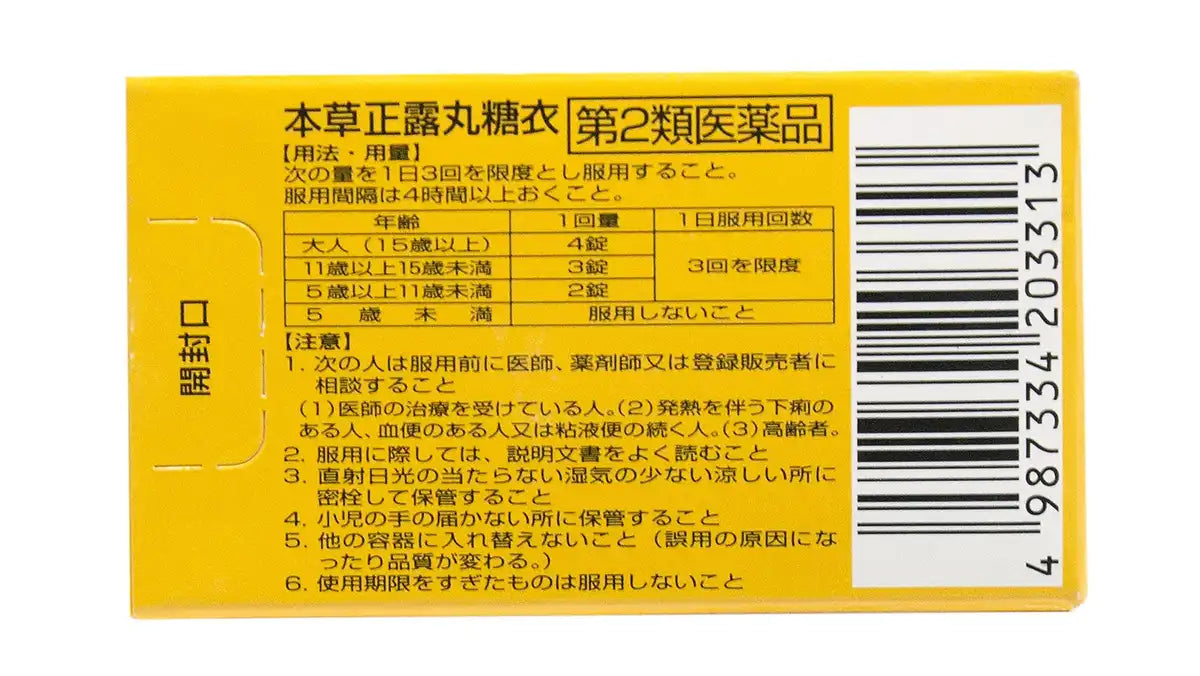 本草正露丸糖衣 第2類医薬品
【用法・用量】
次の量を1日3回を限度とし服用すること。
服用間隔は4時間以上おくこと。
年齢 1回量 1日服用回数
大人（15歳以上） 4錠
11歳以上15歳未満 3錠 3回を限度
5歳以上11歳未満 2錠
5歳未満 服用しないこと
【注意】
1. 次の人は服用前に医師、薬剤師又は登録販売者に
相談すること
（1）医師の治療を受けている人。（2）発熱を伴う下痢の
ある人、血便のある人又は粘液便の続く人。（3）高齢者。
2. 服用に際しては、説明文書をよく読むこと
3. 直射日光の当たらない湿気の少ない涼しい所に
密栓して保管すること
4. 小児の手の届かない所に保管すること
5. 他の容器に入れ替えないこと（誤用の原因にな
ったり品質が変わる。）
6. 使用期限をすぎたものは服用しないこと
開封口
4987334203313